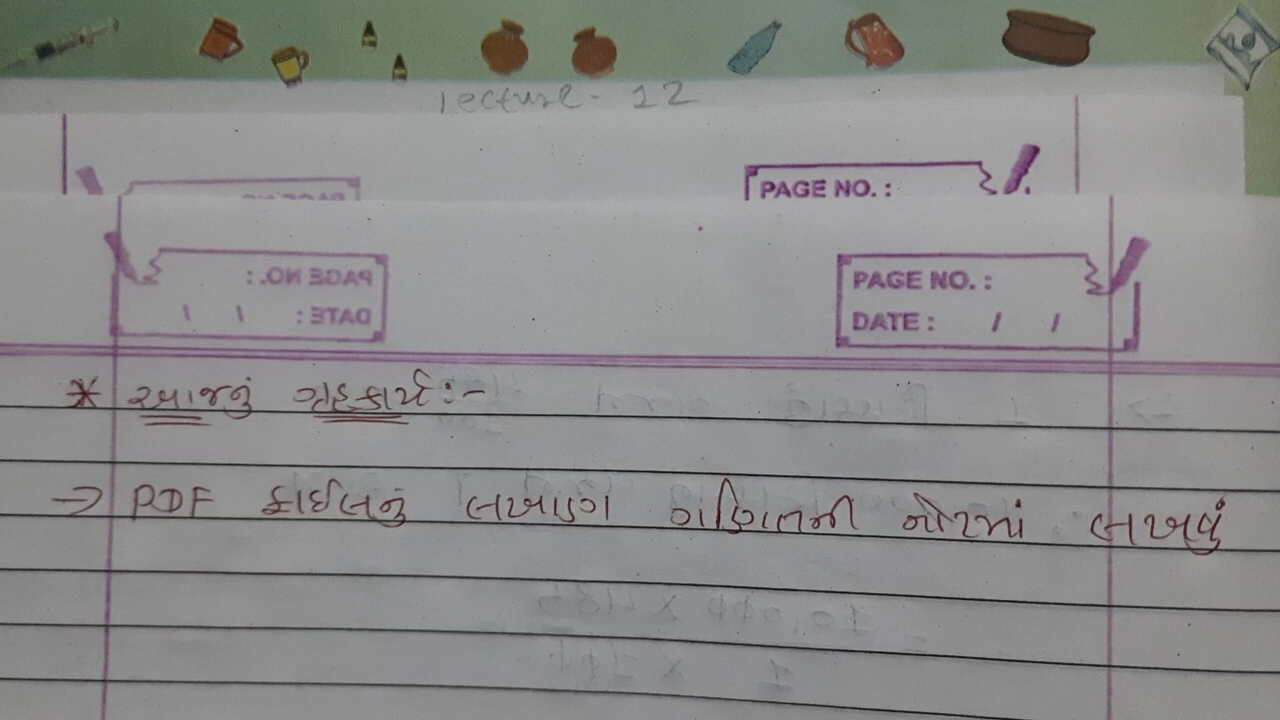 Lecture - 12
PAGE NO. :
PAGE NO. :
DATE : / /
* આજનું ગૃહકાર્ય :-
→ PDF ફાઈલનું લખાણ ગણિતની નોટમાં લખવું